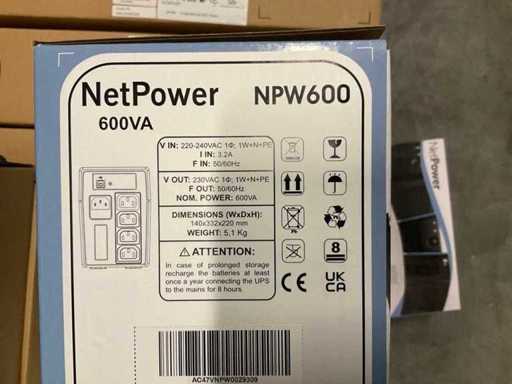 NetPower
NPW600
600VA
V IN: 220-240VAC 1Φ; 1W+N+PE
I IN: 3.2A
F IN: 50/60Hz
V OUT: 230VAC 1Φ; 1W+N+PE
F OUT: 50/60Hz
NOM. POWER: 600VA
DIMENSIONS (WxDxH):
140x332x220 mm
WEIGHT: 5,1 Kg
ATTENTION:
In case of prolonged storage
recharge the batteries at least
once a year connecting the UPS
to the mains for 8 hours.
8
CE
UK
CA
AC47VNPW0029309
NetPower